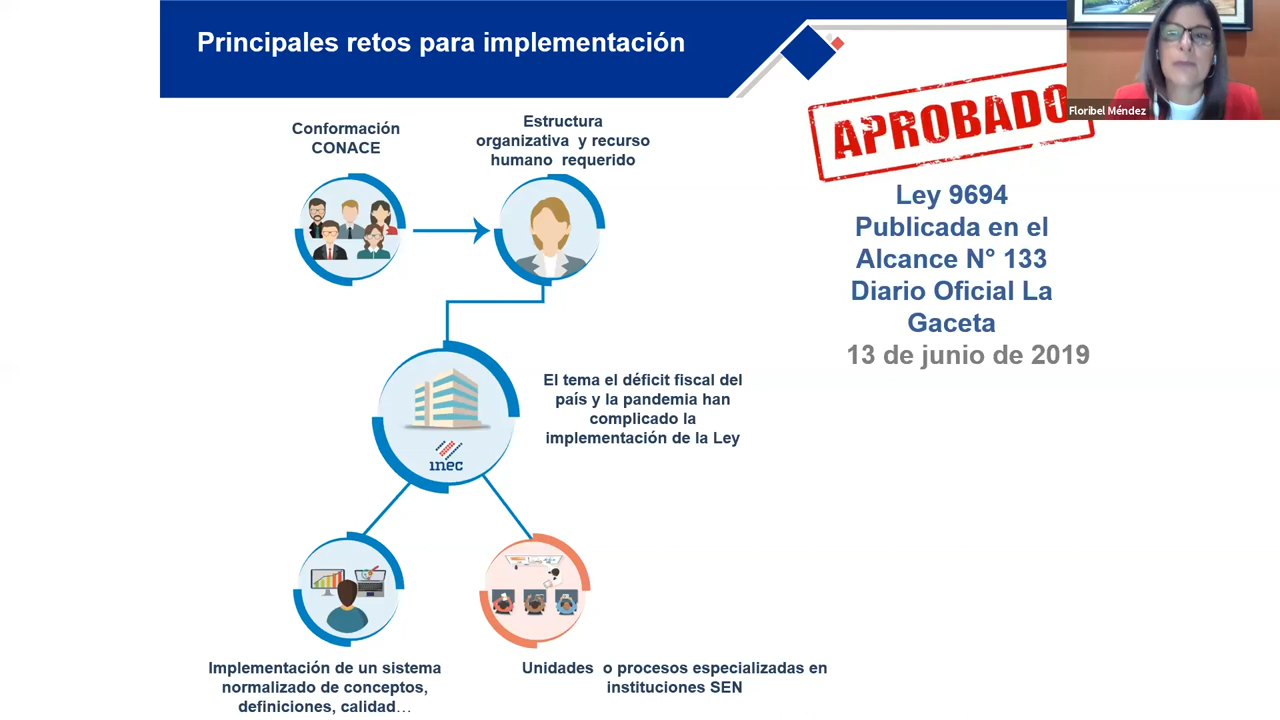 Principales retos para implementación
Floribel Méndez
APROBADO
Conformación
CONACE
Estructura
organizativa y recurso
humano requerido
Ley 9694
Publicada en el
Alcance N° 133
Diario Oficial La
Gaceta
13 de junio de 2019
El tema el déficit fiscal del
país y la pandemia han
complicado la
implementación de la Ley
ınec
Implementación de un sistema
normalizado de conceptos,
definiciones, calidad…
Unidades o procesos especializadas en
instituciones SEN